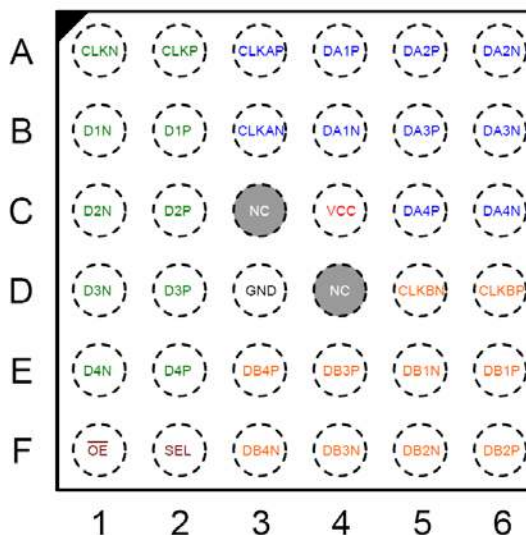 A CLKN CLKP CLKAP DA1P DA2P DA2N
B D1N D1P CLKAN DA1N DA3P DA3N
C D2N D2P NC VCC DA4P DA4N
D D3N D3P GND NC CLKBN CLKBP
E D4N D4P DB4P DB3P DB1N DB1P
F OE SEL DB4N DB3N DB2N DB2P
1 2 3 4 5 6